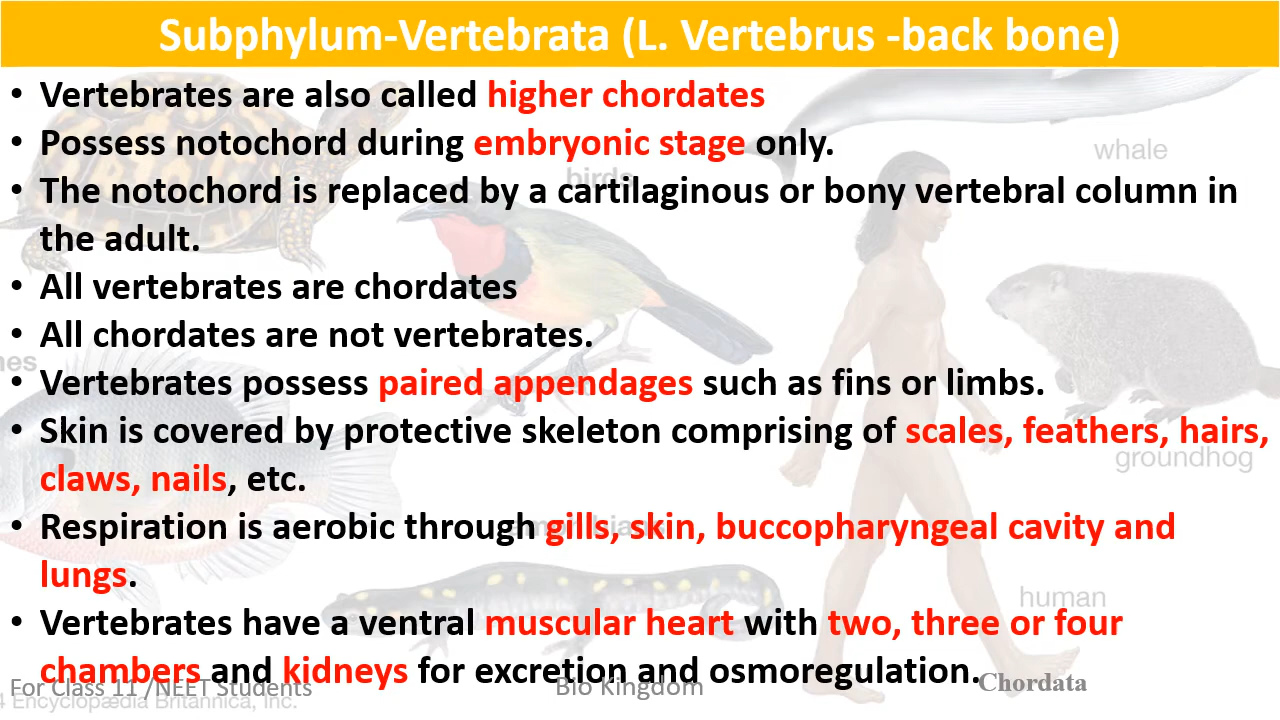 Subphylum-Vertebrata (L. Vertebrus -back bone)
• Vertebrates are also called higher chordates
• Possess notochord during embryonic stage only.
• The notochord is replaced by a cartilaginous or bony vertebral column in
the adult.
• All vertebrates are chordates
• All chordates are not vertebrates.
• Vertebrates possess paired appendages such as fins or limbs.
• Skin is covered by protective skeleton comprising of scales, feathers, hairs,
claws, nails, etc.
• Respiration is aerobic through gills, skin, buccopharyngeal cavity and
lungs.
• Vertebrates have a ventral muscular heart with two, three or four
chambers and kidneys for excretion and osmoregulation.
birds
whale
groundhog
human
For Class 11 /NEET Students
Bio Kingdom
Chordata
Encyclopædia Britannica, Inc.